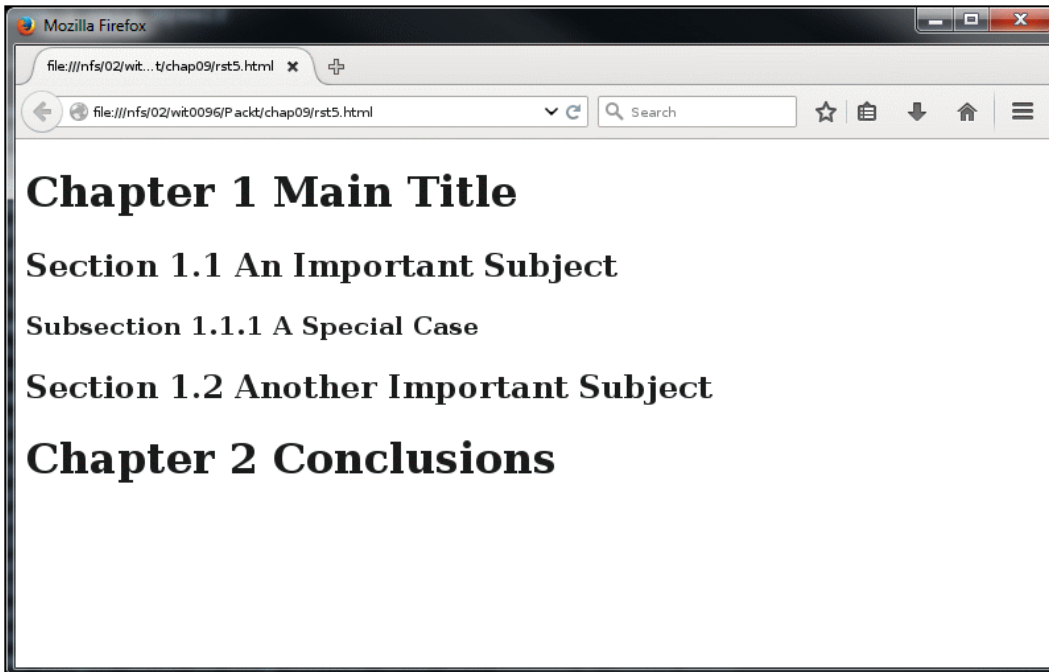 Mozilla Firefox
file:///nfs/02/wit...t/chap09/rst5.html
file:///nfs/02/wit0096/Packt/chap09/rst5.html
Search
Chapter 1 Main Title
Section 1.1 An Important Subject
Subsection 1.1.1 A Special Case
Section 1.2 Another Important Subject
Chapter 2 Conclusions